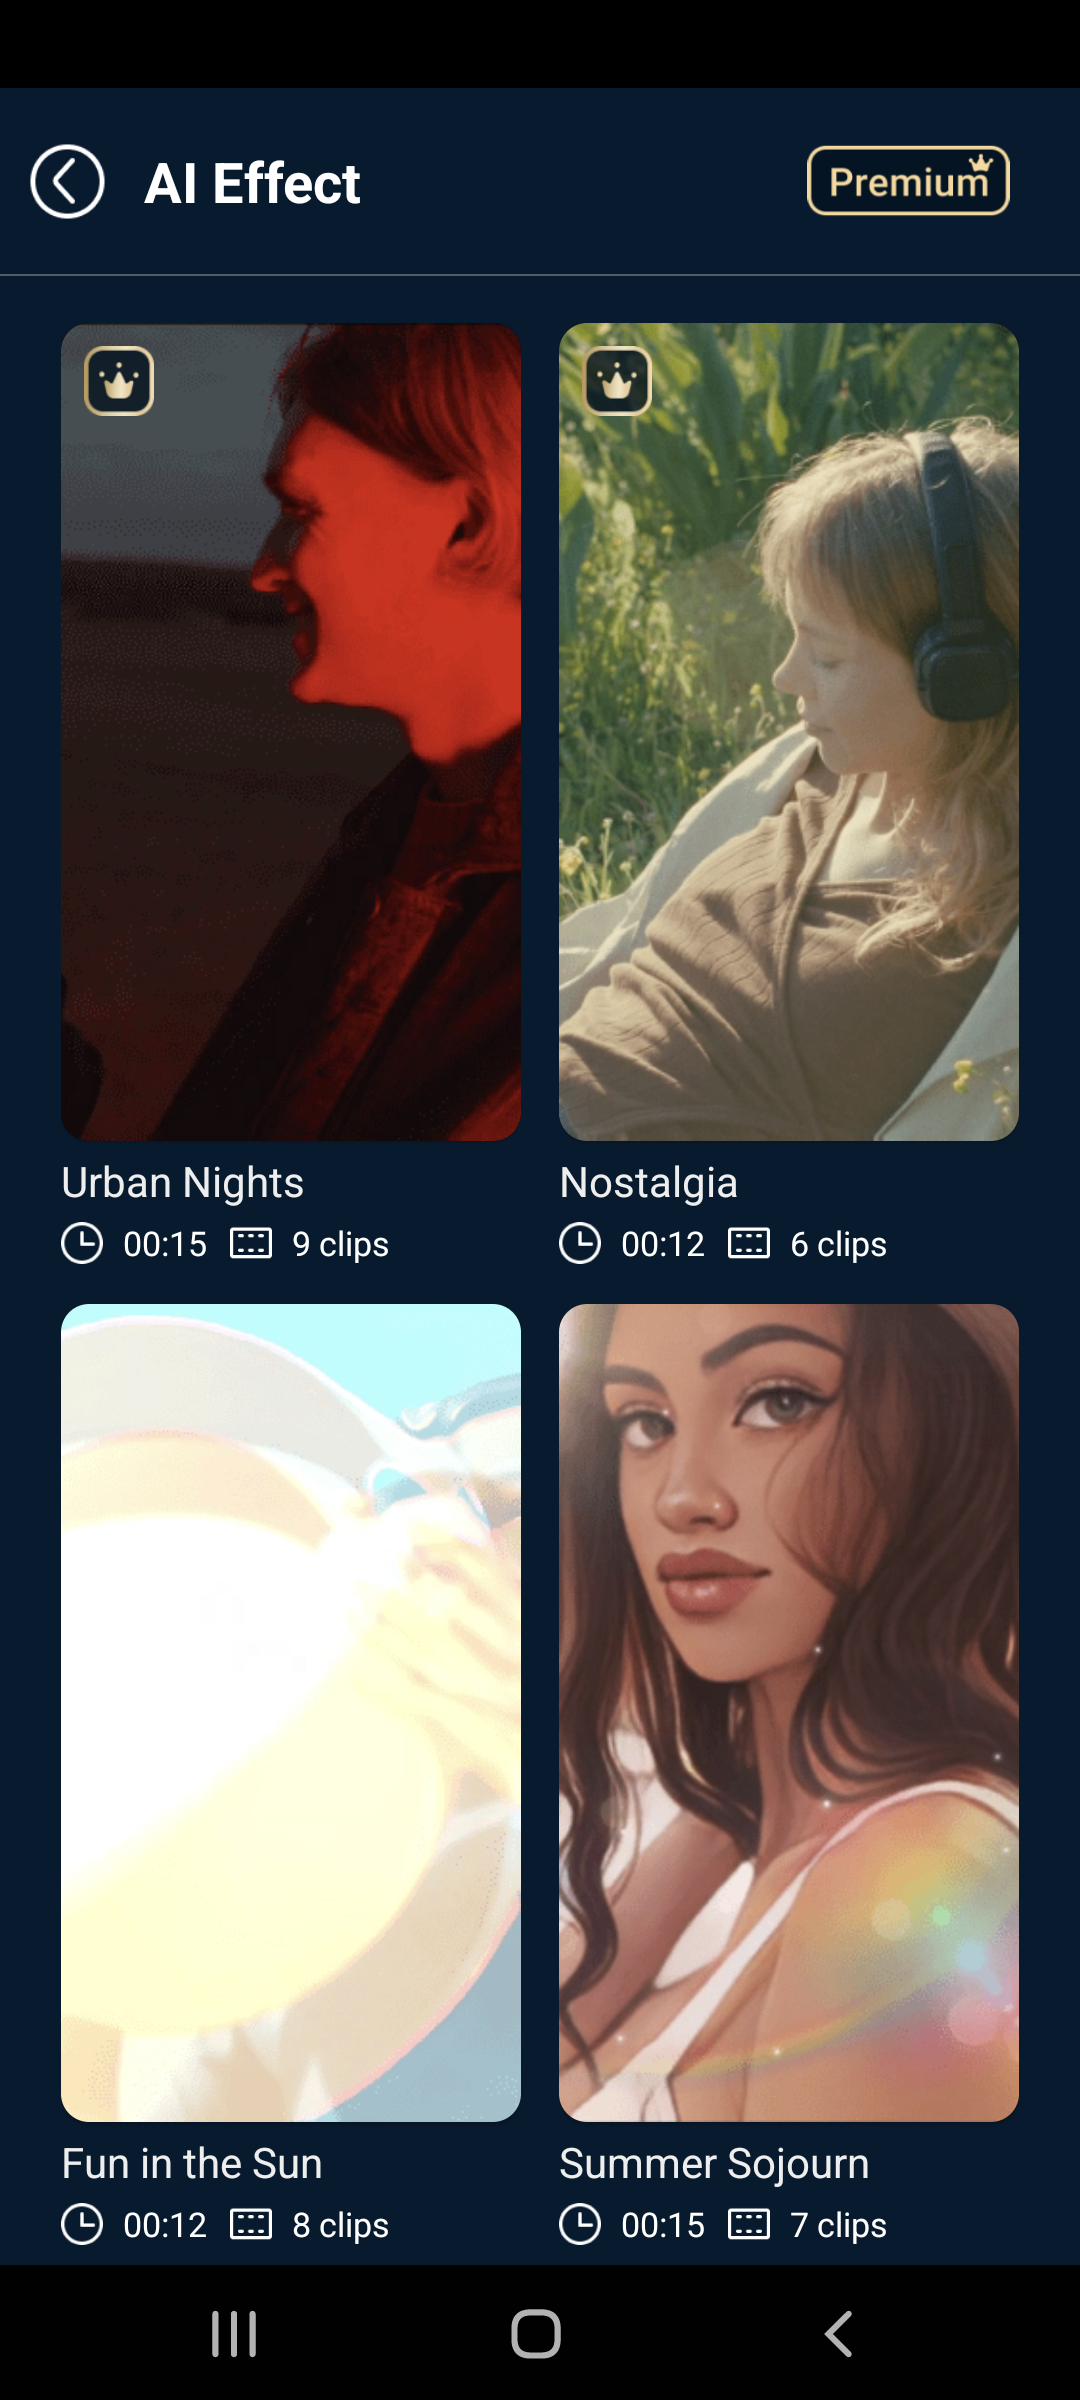 AI Effect
Premium
Urban Nights
00:15 9 clips
Nostalgia
00:12 6 clips
Fun in the Sun
00:12 8 clips
Summer Sojourn
00:15 7 clips